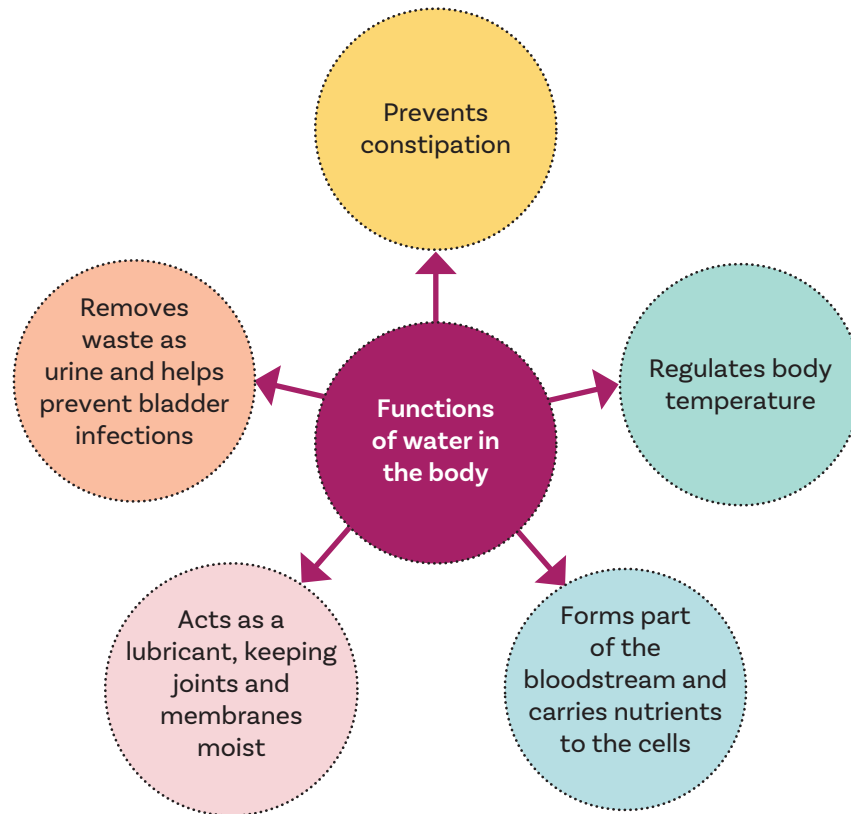 Prevents
constipation
Removes
waste as
urine and helps
prevent bladder
infections
Regulates body
temperature
Functions
of water in
the body
Acts as a
lubricant, keeping
joints and
membranes
moist
Forms part
of the
bloodstream and
carries nutrients
to the cells